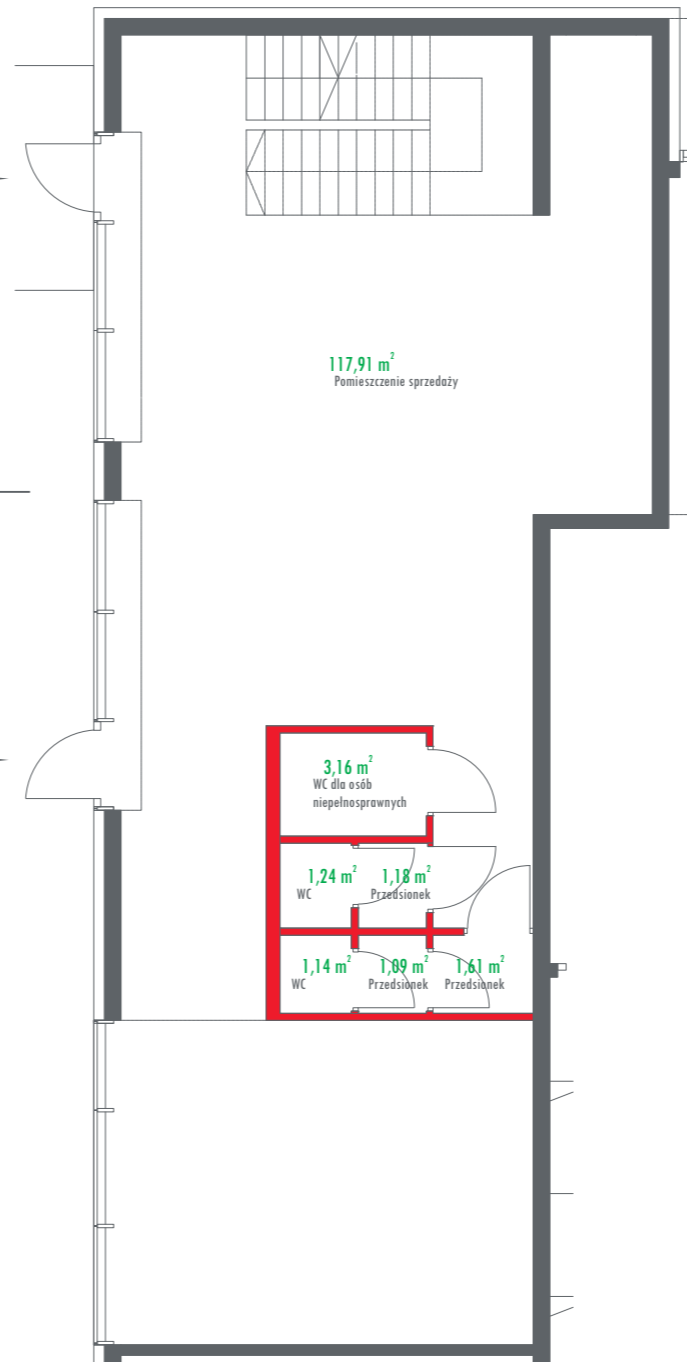 117,91 m²
Pomieszczenie sprzedaży
3,16 m²
WC dla osób
niepełnosprawnych
1,24 m²
WC
1,18 m²
Przedsionek
1,14 m²
WC
1,09 m²
Przedsionek
1,61 m²
Przedsionek